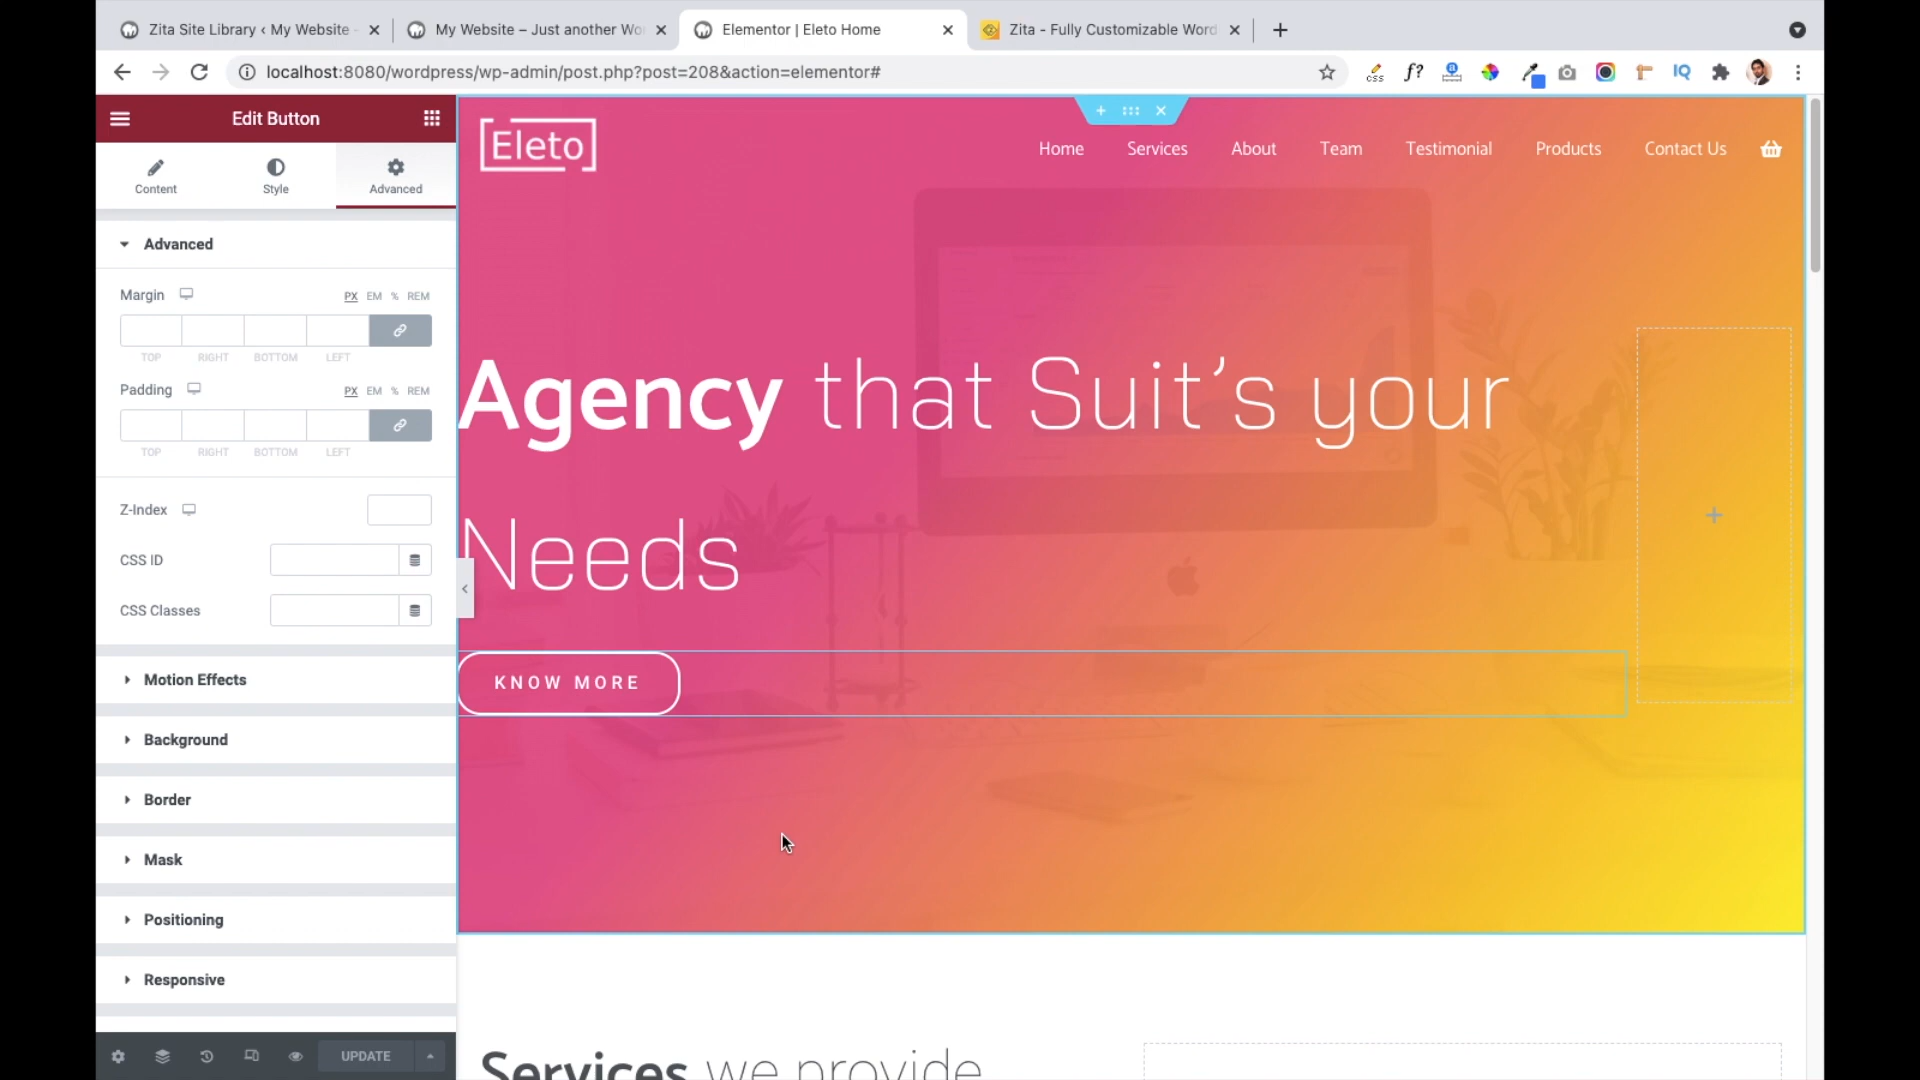 Zita Site Library ‹ My Website -
My Website – Just another Wo
Elementor | Eleto Home
Zita - Fully Customizable Word
localhost:8080/wordpress/wp-admin/post.php?post=208&action=elementor#
css
f?
IQ
Edit Button
Content
Style
Advanced
Advanced
Margin
PX EM % REM
TOP RIGHT BOTTOM LEFT
Padding
PX EM % REM
TOP RIGHT BOTTOM LEFT
Z-Index
CSS ID
CSS Classes
Motion Effects
Background
Border
Mask
Positioning
Responsive
UPDATE
Eleto
Home Services About Team Testimonial Products Contact Us
Agency that Suit’s your
Needs
KNOW MORE
Services we provide